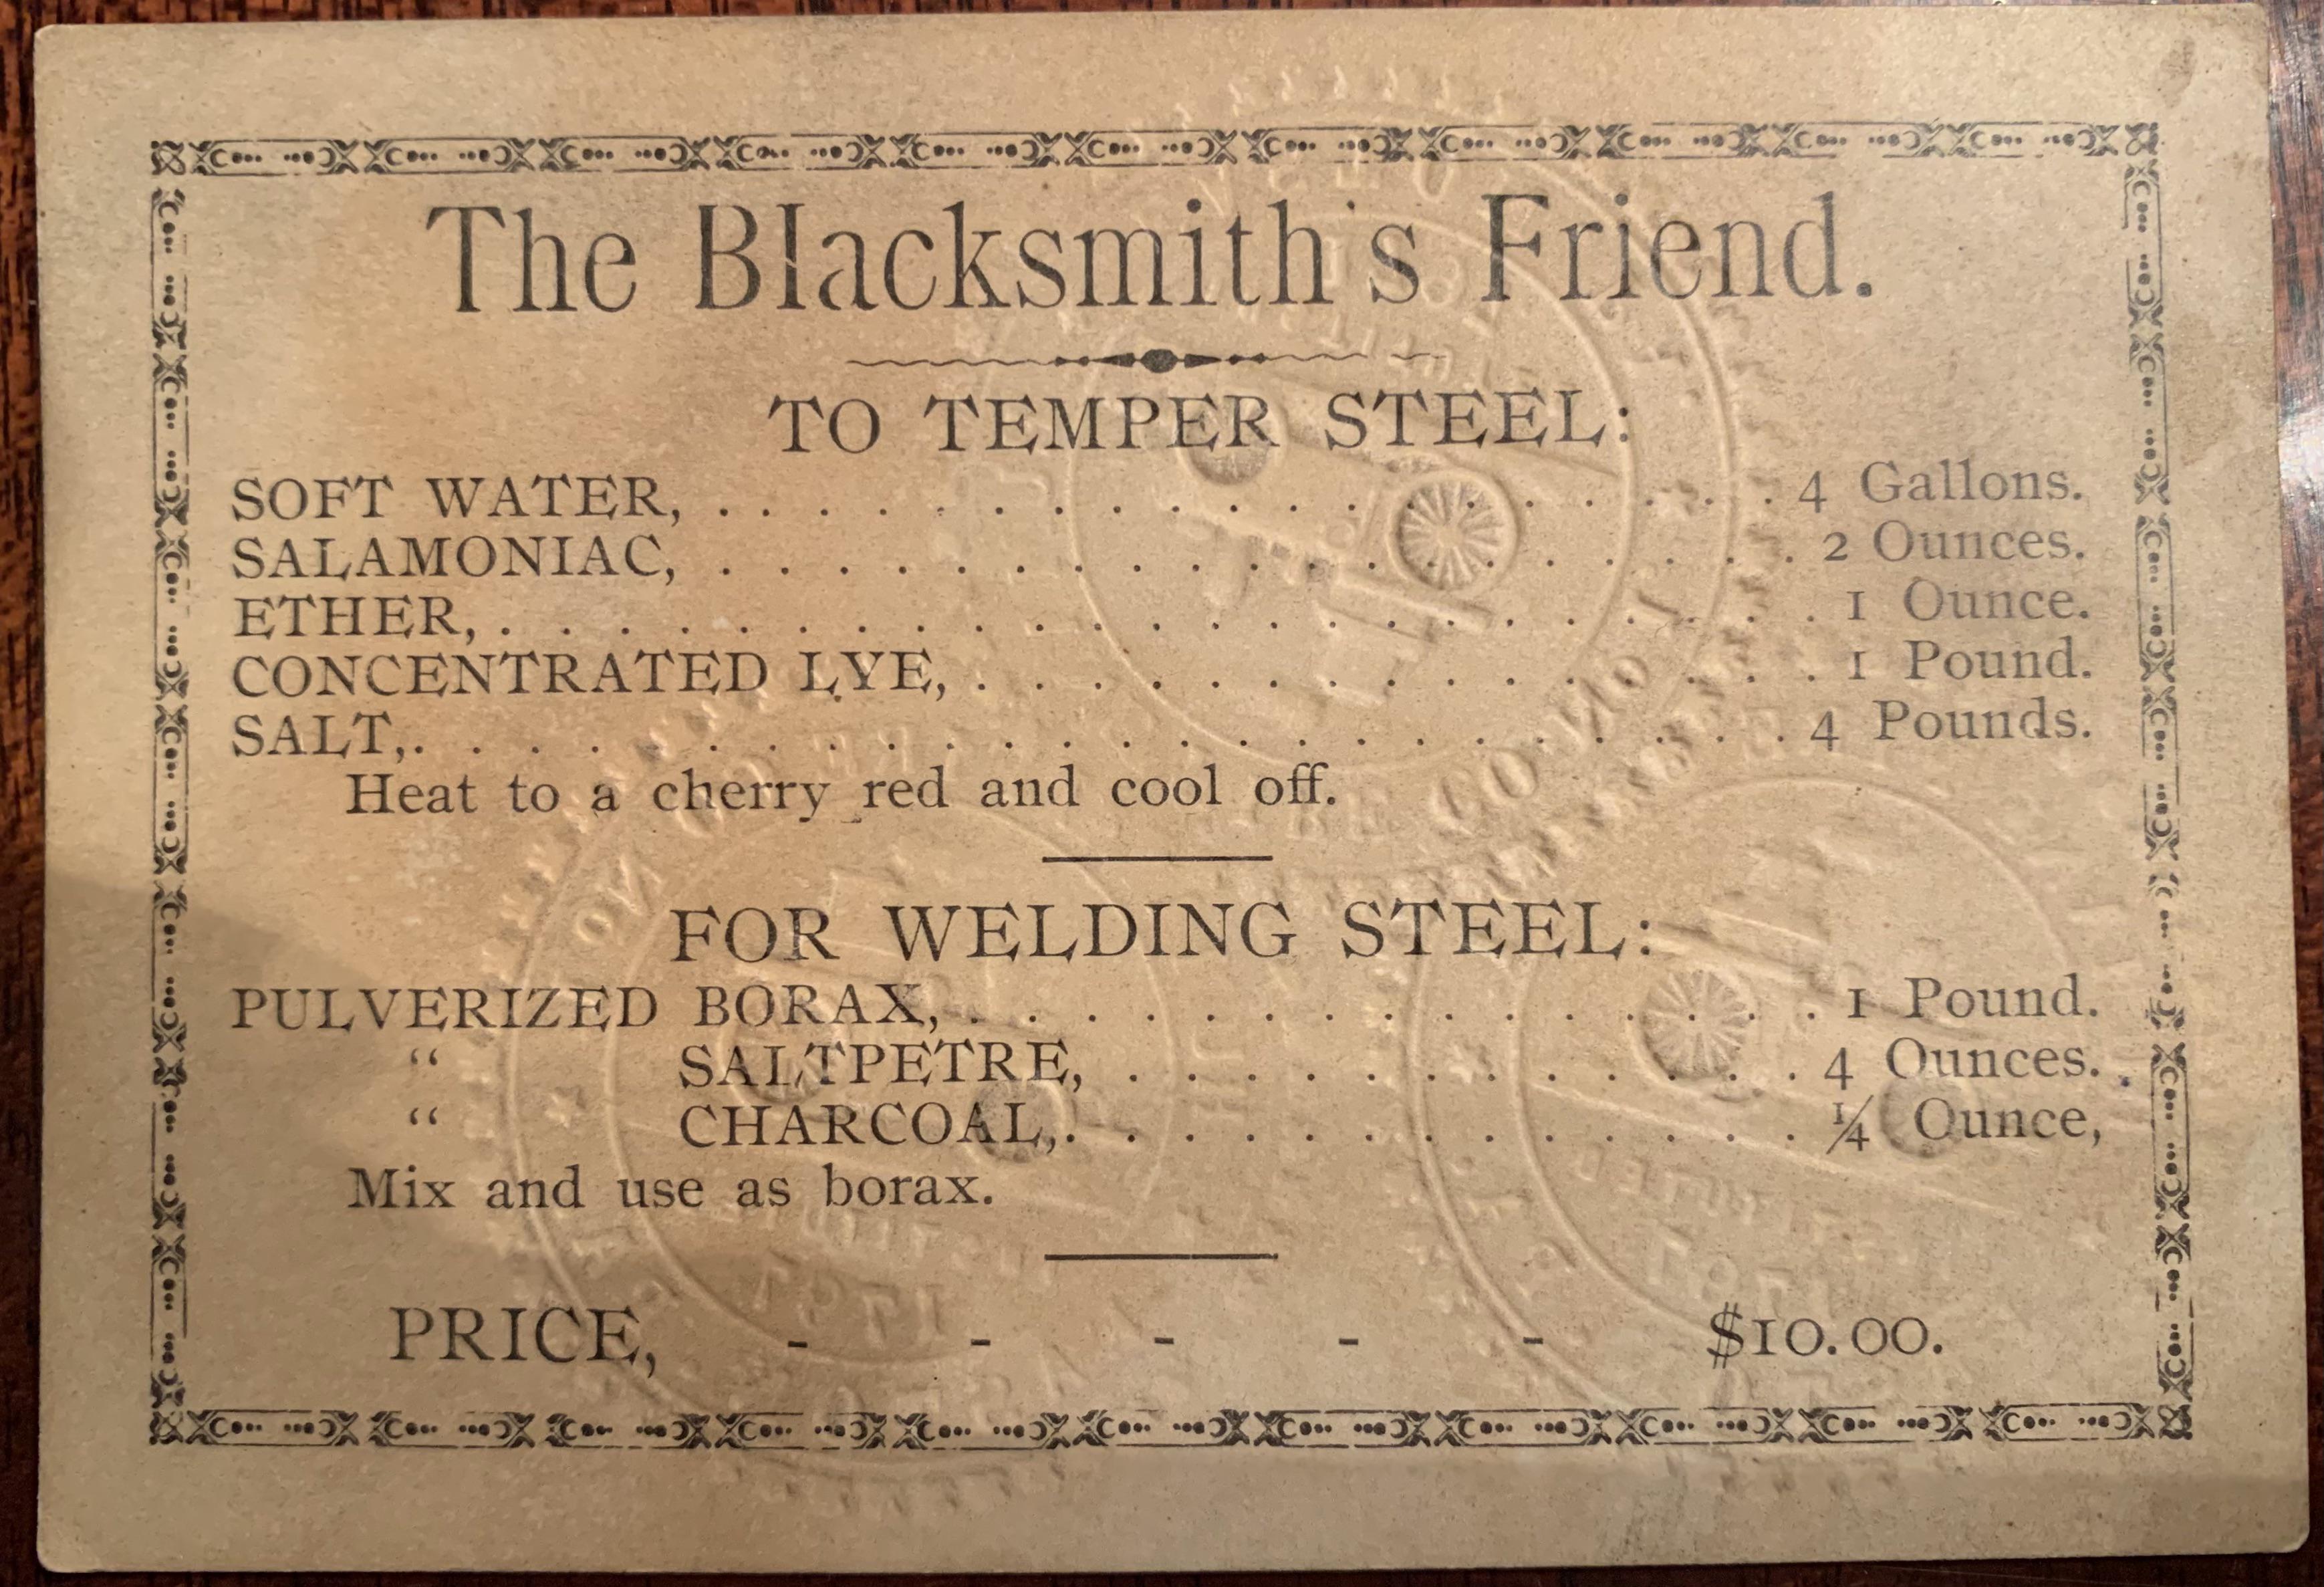 The Blacksmith's Friend.
TO TEMPER STEEL:
SOFT WATER, . . . . . . . . . . . . . . . . . . . 4 Gallons.
SALAMONIAC, . . . . . . . . . . . . . . . . . . . 2 Ounces.
ETHER, . . . . . . . . . . . . . . . . . . . . . . . 1 Ounce.
CONCENTRATED LYE, . . . . . . . . . . . . . . . 1 Pound.
SALT, . . . . . . . . . . . . . . . . . . . . . . . . 4 Pounds.
Heat to a cherry red and cool off.
FOR WELDING STEEL:
PULVERIZED BORAX, . . . . . . . . . . . . . . . 1 Pound.
“ SALTPETRE, . . . . . . . . . . . . 4 Ounces.
“ CHARCOAL, . . . . . . . . . . . . . ¼ Ounce,
Mix and use as borax.
PRICE, - - - - - $10.00.